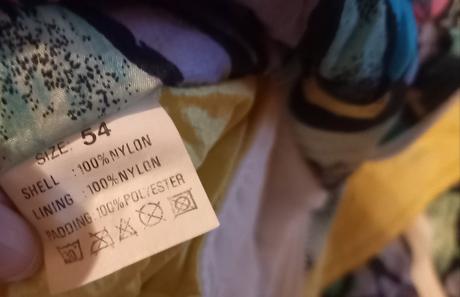 SIZE: 54
SHELL : 100% NYLON
LINING : 100% NYLON
PADDING: 100% POLYESTER